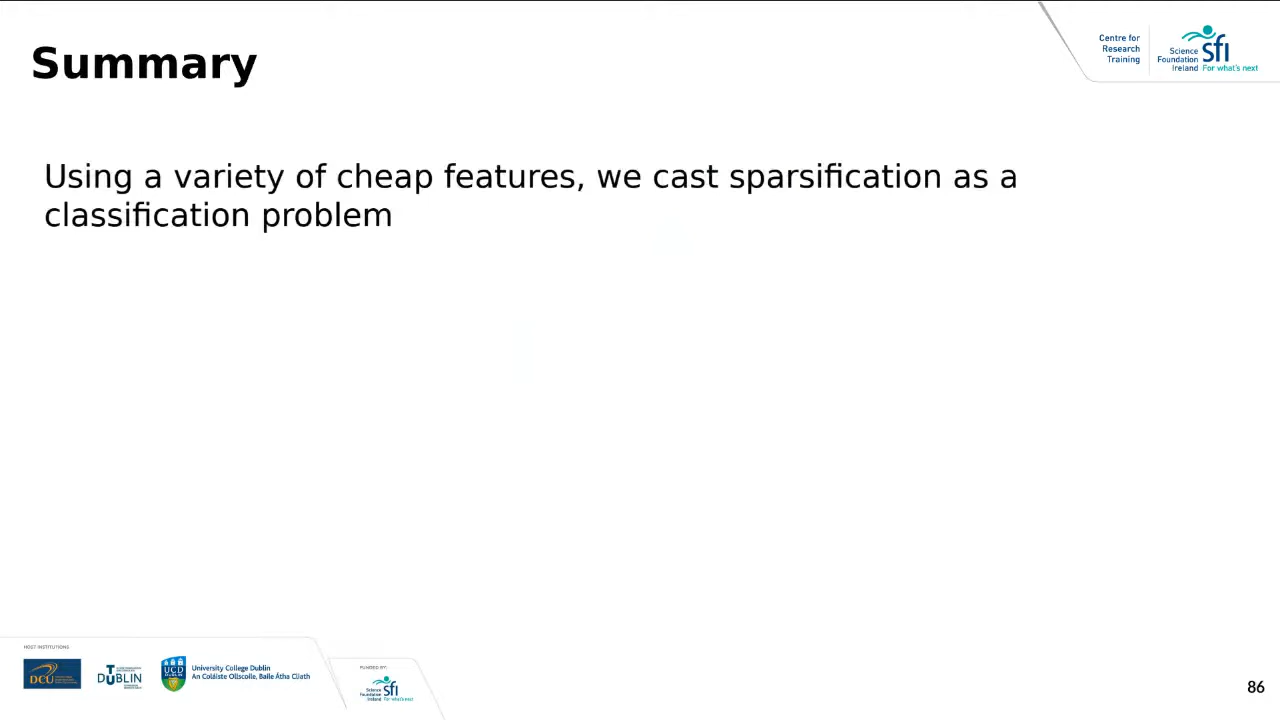 Summary
Centre for
Research
Training
Science
Foundation
Ireland
sfi
For what's next
Using a variety of cheap features, we cast sparsification as a
classification problem
HOST INSTITUTIONS
DCU
DUBLIN
UCD
University College Dublin
An Coláiste Ollscoile, Baile Átha Cliath
FUNDED BY:
Science
Foundation
Ireland
sfi
For what's next
86